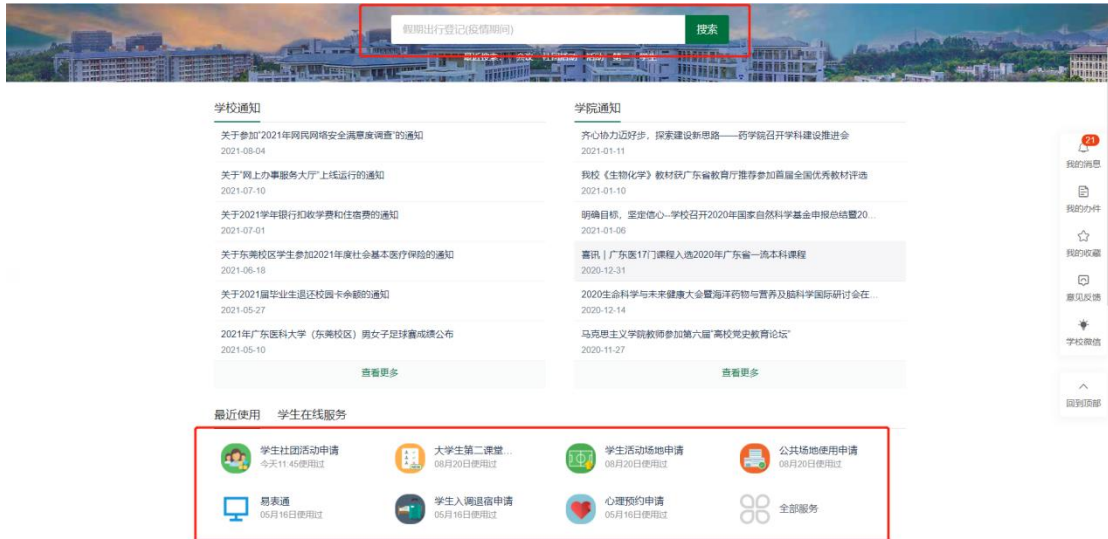 假期出行登记(疫情期间)
搜索
学校通知
关于参加"2021年网民网络安全满意度调查"的通知
2021-08-04
关于"网上办事服务大厅"上线运行的通知
2021-07-10
关于2021学年银行扣收学费和住宿费的通知
2021-07-01
关于东莞校区学生参加2021年度社会基本医疗保险的通知
2021-06-18
关于2021届毕业生退还校园卡余额的通知
2021-05-27
2021年广东医科大学（东莞校区）男女子足球赛成绩公布
2021-05-10
查看更多
学院通知
齐心协力迈好步，探索建设新思路——药学院召开学科建设推进会
2021-01-11
我校《生物化学》教材获广东省教育厅推荐参加首届全国优秀教材评选
2021-01-10
明确目标，坚定信心--学校召开2020年国家自然科学基金申报总结暨20...
2021-01-06
喜讯 | 广东医17门课程入选2020年广东省一流本科课程
2020-12-31
2020生命科学与未来健康大会暨海洋药物与营养及脑科学国际研讨会在...
2020-12-14
马克思主义学院教师参加第六届"高校党史教育论坛"
2020-11-27
查看更多
21
我的消息
我的办件
我的收藏
意见反馈
学校微信
回到顶部
最近使用 学生在线服务
学生社团活动申请
今天11:45使用过
大学生第二课堂...
08月20日使用过
学生活动场地申请
08月20日使用过
公共场地使用申请
08月20日使用过
易表通
05月16日使用过
学生入调退宿申请
05月16日使用过
心理预约申请
05月16日使用过
全部服务